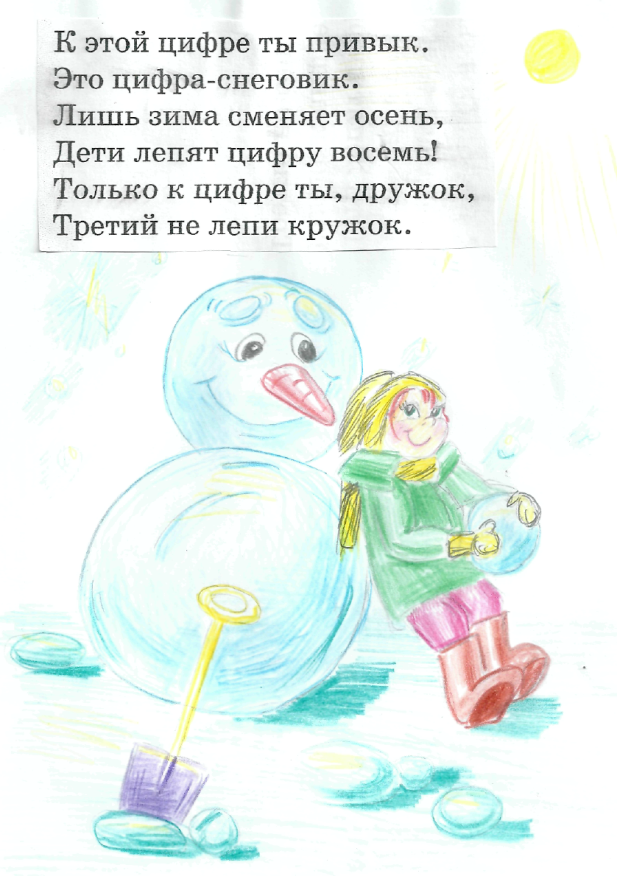 К этой цифре ты привык.
Это цифра-снеговик.
Лишь зима сменяет осень,
Дети лепят цифру восемь!
Только к цифре ты, дружок,
Третий не лепи кружок.